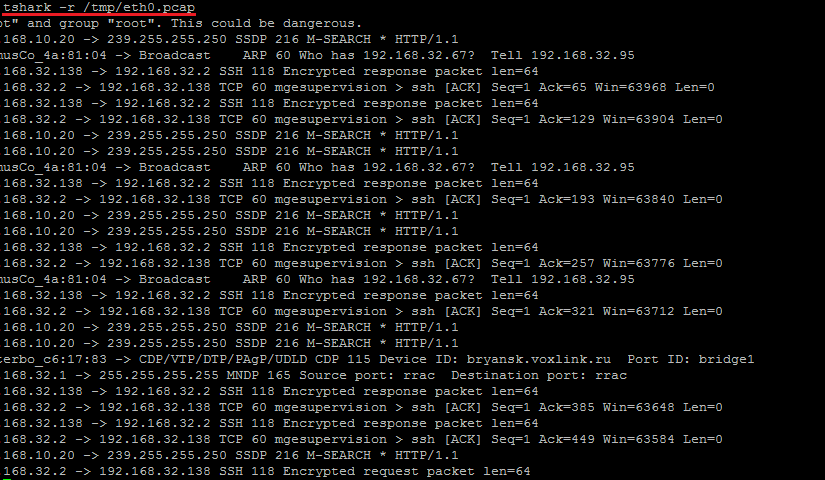 tshark -r /tmp/eth0.pcap
ot" and group "root". This could be dangerous.
168.10.20 -> 239.255.255.250 SSDP 216 M-SEARCH * HTTP/1.1
musCo_4a:81:04 -> Broadcast    ARP 60 Who has 192.168.32.67?  Tell 192.168.32.95
168.32.138 -> 192.168.32.2 SSH 118 Encrypted response packet len=64
168.32.2 -> 192.168.32.138 TCP 60 mgesupervision > ssh [ACK] Seq=1 Ack=65 Win=63968 Len=0
168.32.138 -> 192.168.32.2 SSH 118 Encrypted response packet len=64
168.32.2 -> 192.168.32.138 TCP 60 mgesupervision > ssh [ACK] Seq=1 Ack=129 Win=63904 Len=0
168.10.20 -> 239.255.255.250 SSDP 216 M-SEARCH * HTTP/1.1
168.10.20 -> 239.255.255.250 SSDP 216 M-SEARCH * HTTP/1.1
musCo_4a:81:04 -> Broadcast    ARP 60 Who has 192.168.32.67?  Tell 192.168.32.95
168.32.138 -> 192.168.32.2 SSH 118 Encrypted response packet len=64
168.32.2 -> 192.168.32.138 TCP 60 mgesupervision > ssh [ACK] Seq=1 Ack=193 Win=63840 Len=0
168.10.20 -> 239.255.255.250 SSDP 216 M-SEARCH * HTTP/1.1
168.10.20 -> 239.255.255.250 SSDP 216 M-SEARCH * HTTP/1.1
168.32.138 -> 192.168.32.2 SSH 118 Encrypted response packet len=64
168.32.2 -> 192.168.32.138 TCP 60 mgesupervision > ssh [ACK] Seq=1 Ack=257 Win=63776 Len=0
musCo_4a:81:04 -> Broadcast    ARP 60 Who has 192.168.32.67?  Tell 192.168.32.95
168.32.138 -> 192.168.32.2 SSH 118 Encrypted response packet len=64
168.32.2 -> 192.168.32.138 TCP 60 mgesupervision > ssh [ACK] Seq=1 Ack=321 Win=63712 Len=0
168.10.20 -> 239.255.255.250 SSDP 216 M-SEARCH * HTTP/1.1
168.10.20 -> 239.255.255.250 SSDP 216 M-SEARCH * HTTP/1.1
terbo_c6:17:83 -> CDP/VTP/DTP/PAgP/UDLD CDP 115 Device ID: bryansk.voxlink.ru  Port ID: bridge1
168.32.1 -> 255.255.255.255 MNDP 165 Source port: rrac  Destination port: rrac
168.32.138 -> 192.168.32.2 SSH 118 Encrypted response packet len=64
168.32.2 -> 192.168.32.138 TCP 60 mgesupervision > ssh [ACK] Seq=1 Ack=385 Win=63648 Len=0
168.32.138 -> 192.168.32.2 SSH 118 Encrypted response packet len=64
168.32.2 -> 192.168.32.138 TCP 60 mgesupervision > ssh [ACK] Seq=1 Ack=449 Win=63584 Len=0
168.10.20 -> 239.255.255.250 SSDP 216 M-SEARCH * HTTP/1.1
168.32.2 -> 192.168.32.138 SSH 118 Encrypted request packet len=64